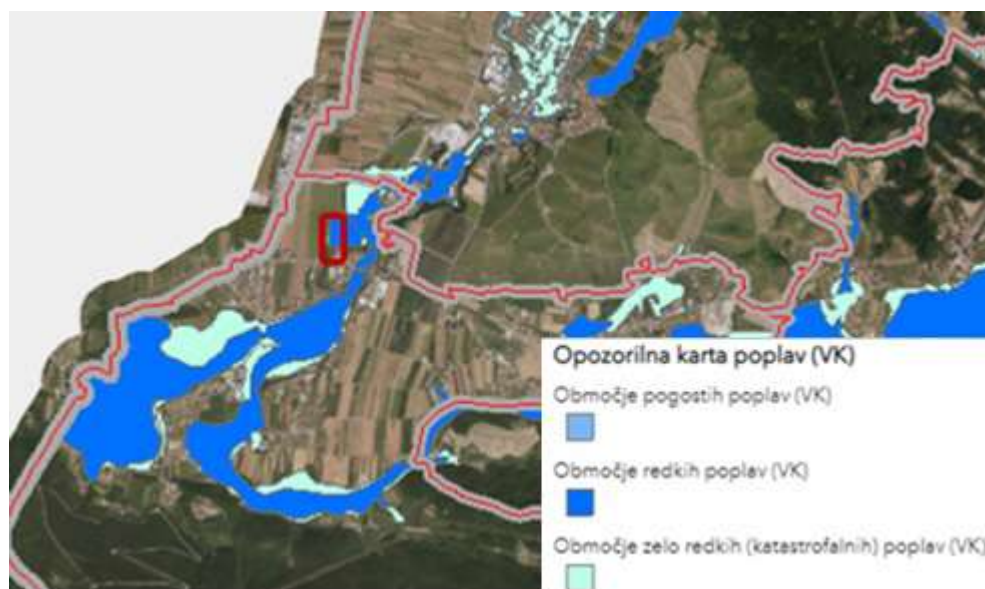 Opozorilna karta poplav (VK)
Območje pogostih poplav (VK)
Območje redkih poplav (VK)
Območje zelo redkih (katastrofalnih) poplav (VK)